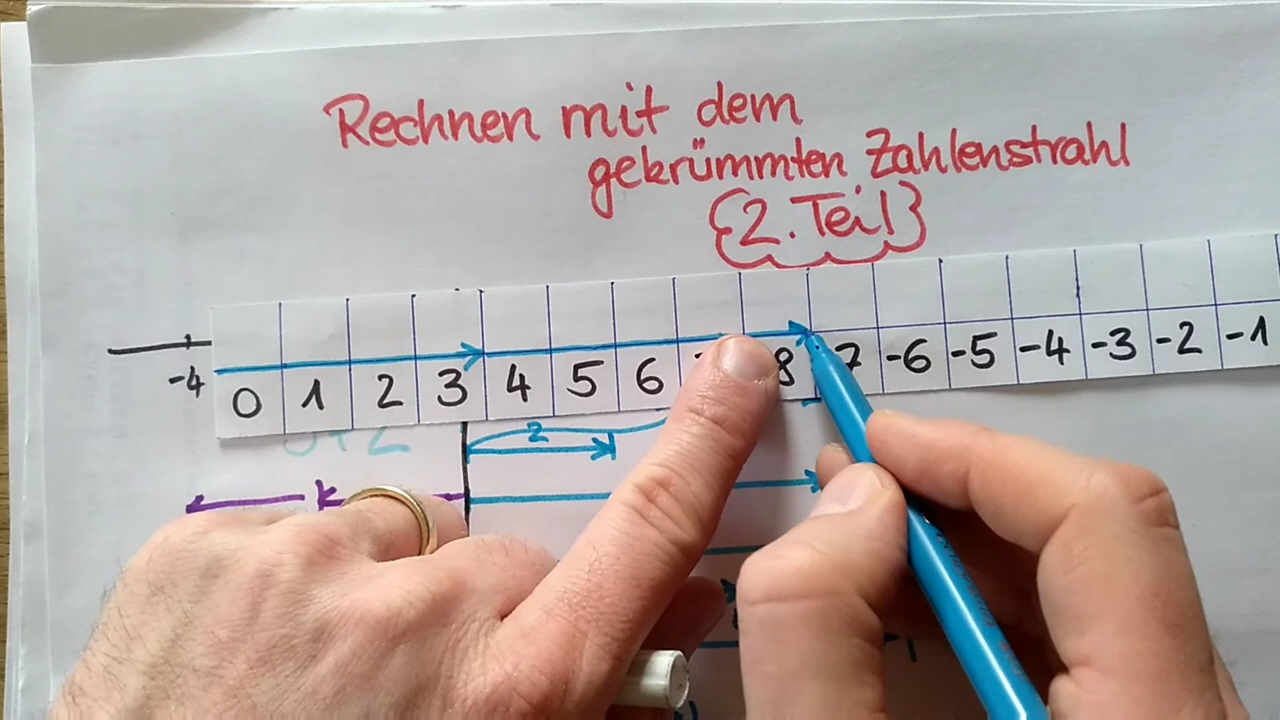 Rechnen mit dem
gekrümmten Zahlenstrahl
{2. Teil}
-4 0 1 2 3 4 5 6 8 -6 -5 -4 -3 -2 -1
2